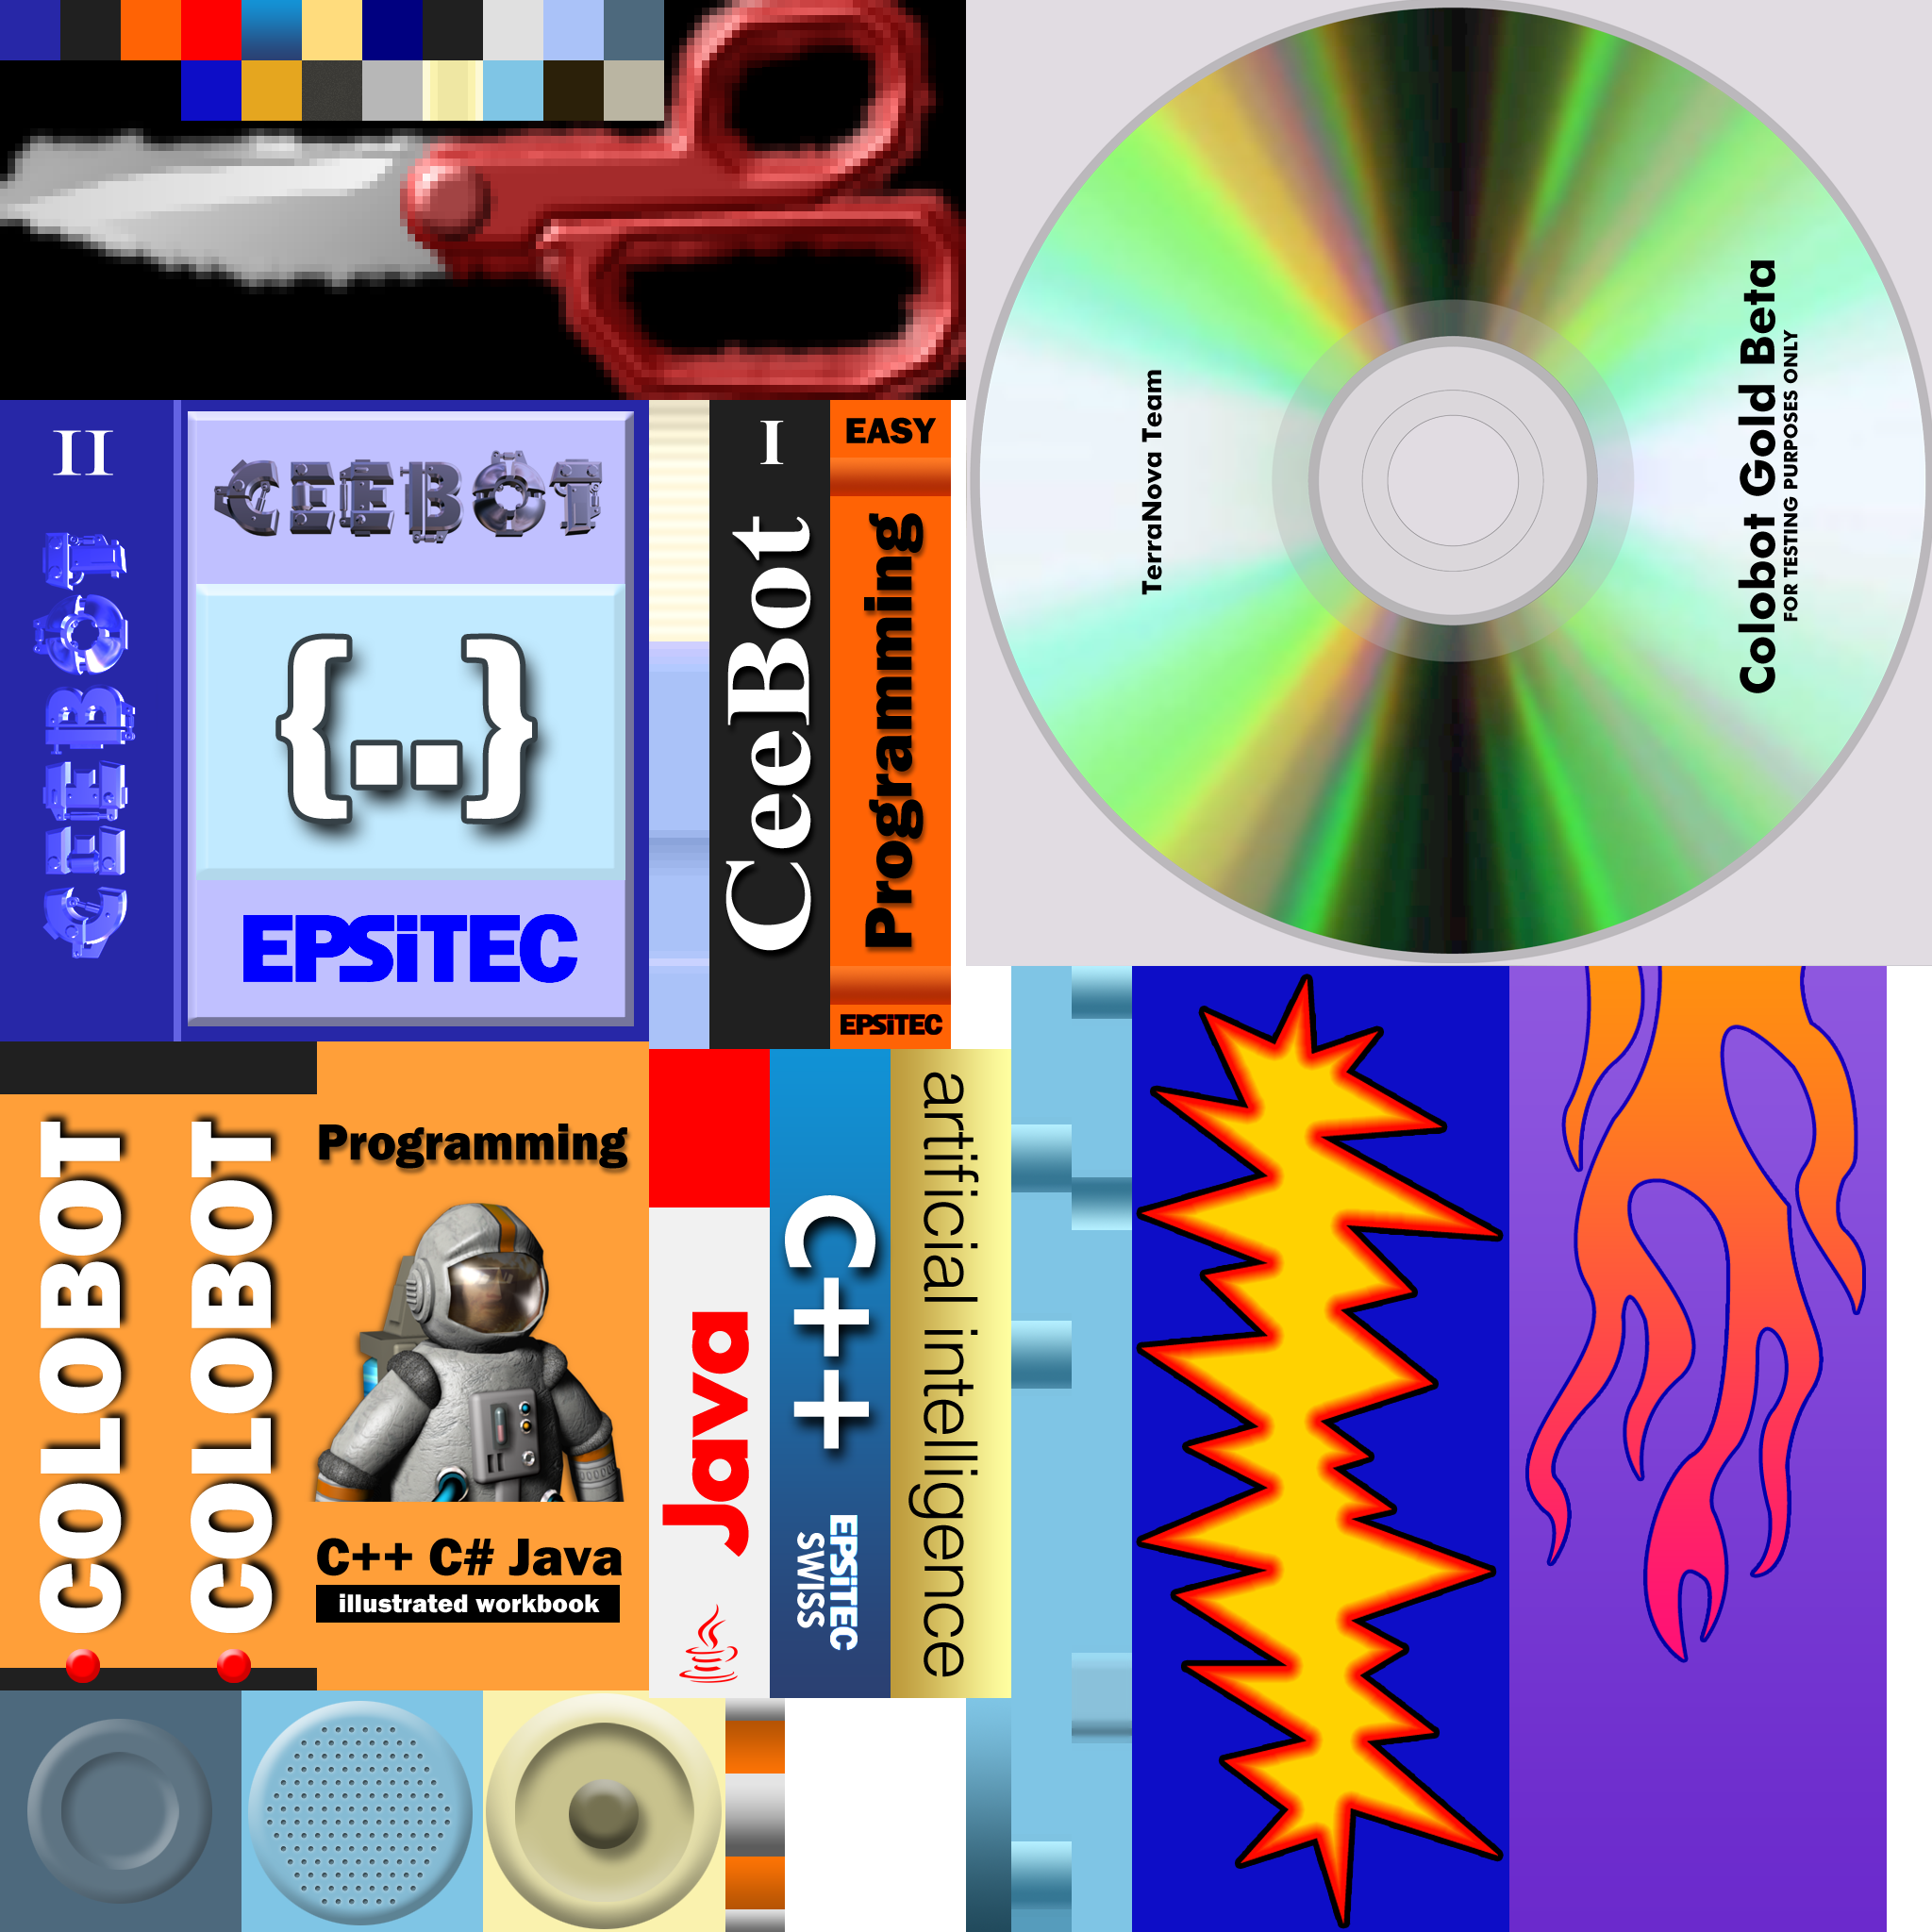 TerraNova Team
Colobot Gold Beta
FOR TESTING PURPOSES ONLY
II
CEEBOT
CEEBOT
{..}
EPSiTEC
I
CeeBot
EASY
Programming
EPSiTEC
COLOBOT
COLOBOT
Programming
C++ C# Java
illustrated workbook
Java
C++
EPSiTEC
SWISS
artificial intelligence